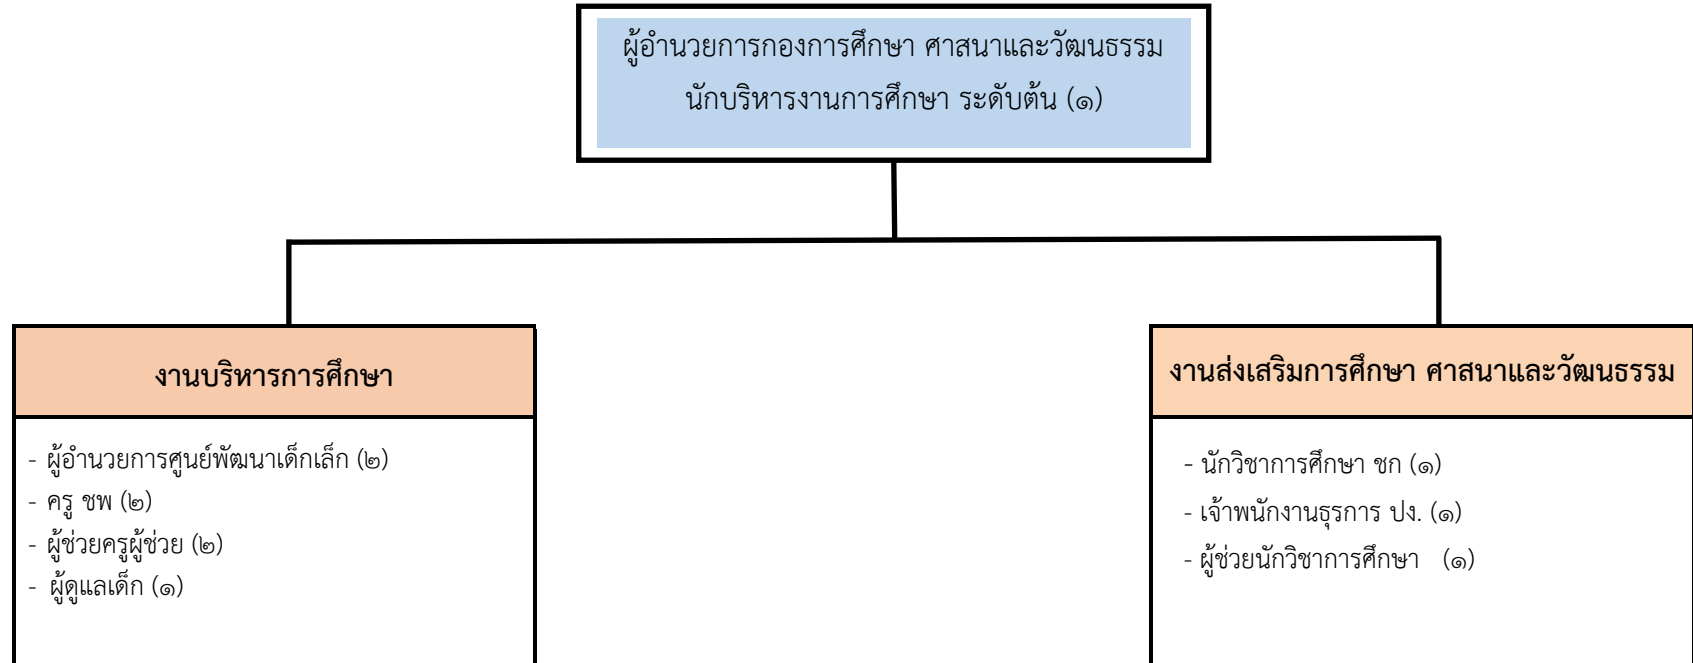 ผู้อำนวยการกองการศึกษา ศาสนาและวัฒนธรรม
นักบริหารงานการศึกษา ระดับต้น (๑)
งานบริหารการศึกษา
- ผู้อำนวยการศูนย์พัฒนาเด็กเล็ก (๒)
- ครู ชพ (๒)
- ผู้ช่วยครูผู้ช่วย (๒)
- ผู้ดูแลเด็ก (๑)
งานส่งเสริมการศึกษา ศาสนาและวัฒนธรรม
- นักวิชาการศึกษา ชก (๑)
- เจ้าพนักงานธุรการ ปง. (๑)
- ผู้ช่วยนักวิชาการศึกษา (๑)